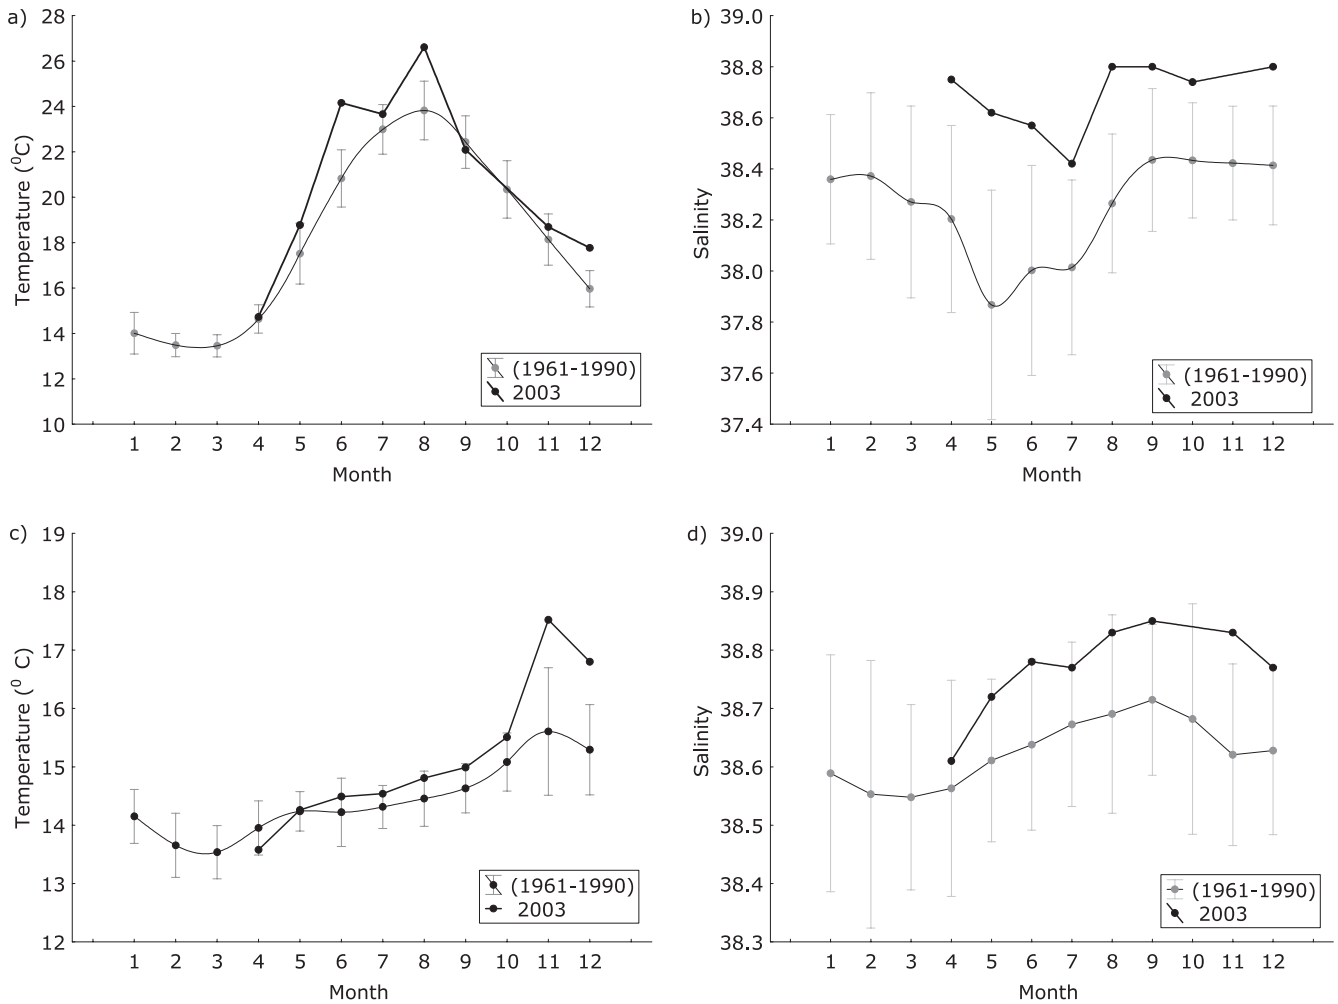 a)
28
26
24
22
20
18
16
14
12
10
Temperature (⁰C)
1 2 3 4 5 6 7 8 9 10 11 12
Month
(1961-1990)
2003
b)
39.0
38.8
38.6
38.4
38.2
38.0
37.8
37.6
37.4
Salinity
1 2 3 4 5 6 7 8 9 10 11 12
Month
(1961-1990)
2003
c)
19
18
17
16
15
14
13
12
Temperature (⁰ C)
1 2 3 4 5 6 7 8 9 10 11 12
Month
(1961-1990)
2003
d)
39.0
38.9
38.8
38.7
38.6
38.5
38.4
38.3
Salinity
1 2 3 4 5 6 7 8 9 10 11 12
Month
(1961-1990)
2003